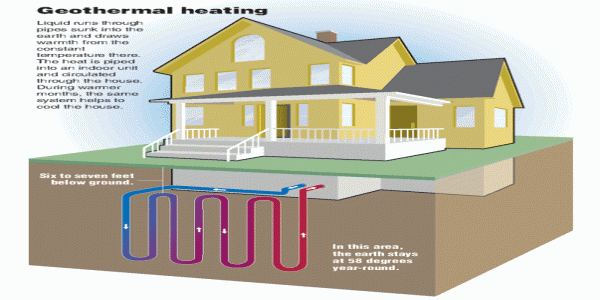 Geothermal heating
Liquid runs through
pipes sunk into the
earth and draws
warmth from the
constant
temperature there.
The heat is piped
into an indoor unit
and circulated
through the house.
During warmer
months, the same
system helps to
cool the house.
Six to seven feet
below ground.
In this area,
the earth stays
at 58 degrees
year-round.